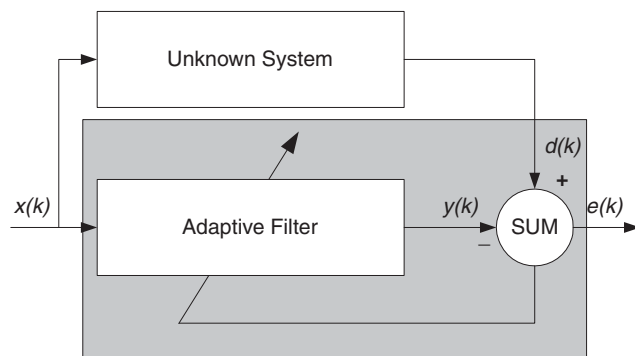 Unknown System
d(k)
+
x(k)
Adaptive Filter
y(k)
–
SUM
e(k)